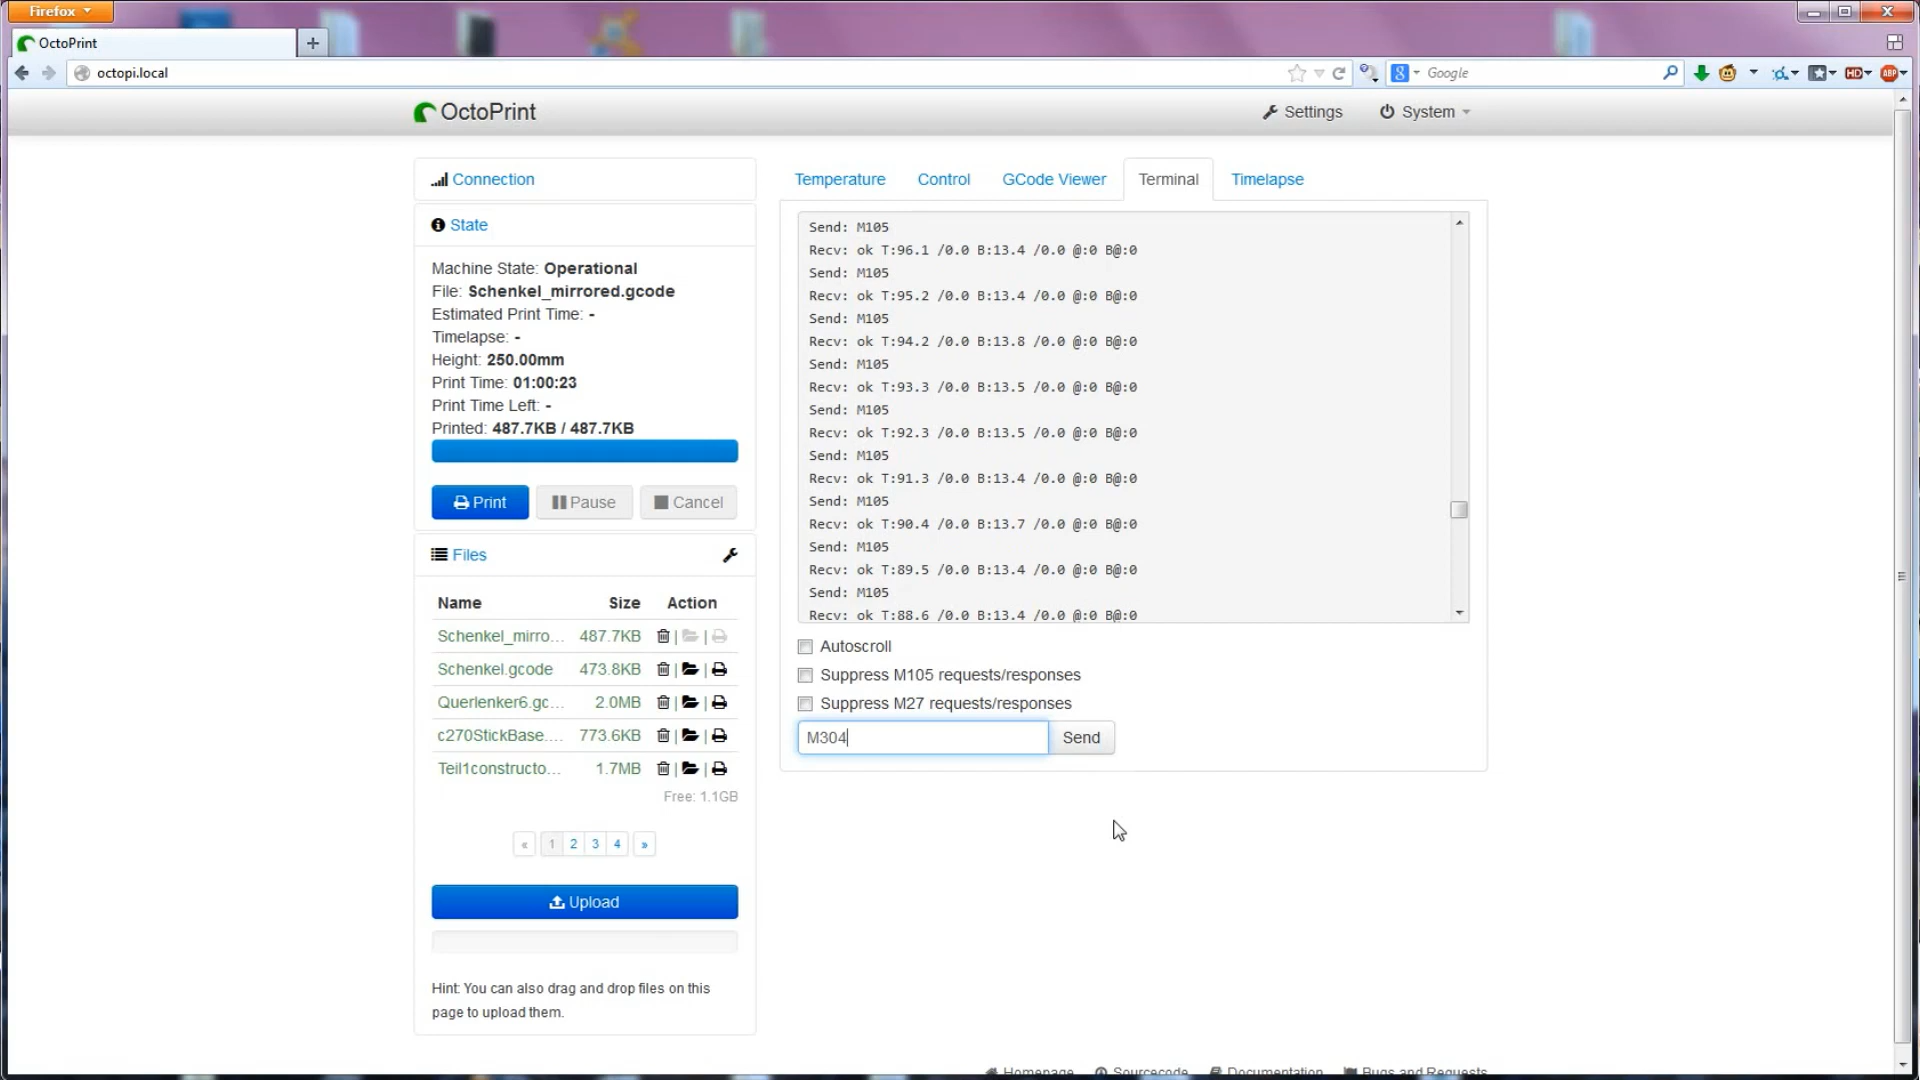 Firefox
OctoPrint
octopi.local
Google
HD
ABP
OctoPrint
Settings
System
Connection
State
Machine State: Operational
File: Schenkel_mirrored.gcode
Estimated Print Time: -
Timelapse: -
Height: 250.00mm
Print Time: 01:00:23
Print Time Left: -
Printed: 487.7KB / 487.7KB
Print
Pause
Cancel
Files
Name Size Action
Schenkel_mirro... 487.7KB | |
Schenkel.gcode 473.8KB | |
Querlenker6.gc... 2.0MB | |
c270StickBase.... 773.6KB | |
Teil1constructo... 1.7MB | |
Free: 1.1GB
« 1 2 3 4 »
Upload
Hint: You can also drag and drop files on this
page to upload them.
Temperature
Control
GCode Viewer
Terminal
Timelapse
Send: M105
Recv: ok T:96.1 /0.0 B:13.4 /0.0 @:0 B@:0
Send: M105
Recv: ok T:95.2 /0.0 B:13.4 /0.0 @:0 B@:0
Send: M105
Recv: ok T:94.2 /0.0 B:13.8 /0.0 @:0 B@:0
Send: M105
Recv: ok T:93.3 /0.0 B:13.5 /0.0 @:0 B@:0
Send: M105
Recv: ok T:92.3 /0.0 B:13.5 /0.0 @:0 B@:0
Send: M105
Recv: ok T:91.3 /0.0 B:13.4 /0.0 @:0 B@:0
Send: M105
Recv: ok T:90.4 /0.0 B:13.7 /0.0 @:0 B@:0
Send: M105
Recv: ok T:89.5 /0.0 B:13.4 /0.0 @:0 B@:0
Send: M105
Recv: ok T:88.6 /0.0 B:13.4 /0.0 @:0 B@:0
Autoscroll
Suppress M105 requests/responses
Suppress M27 requests/responses
M304
Send
Homepage
Sourcecode
Documentation
Bugs and Requests